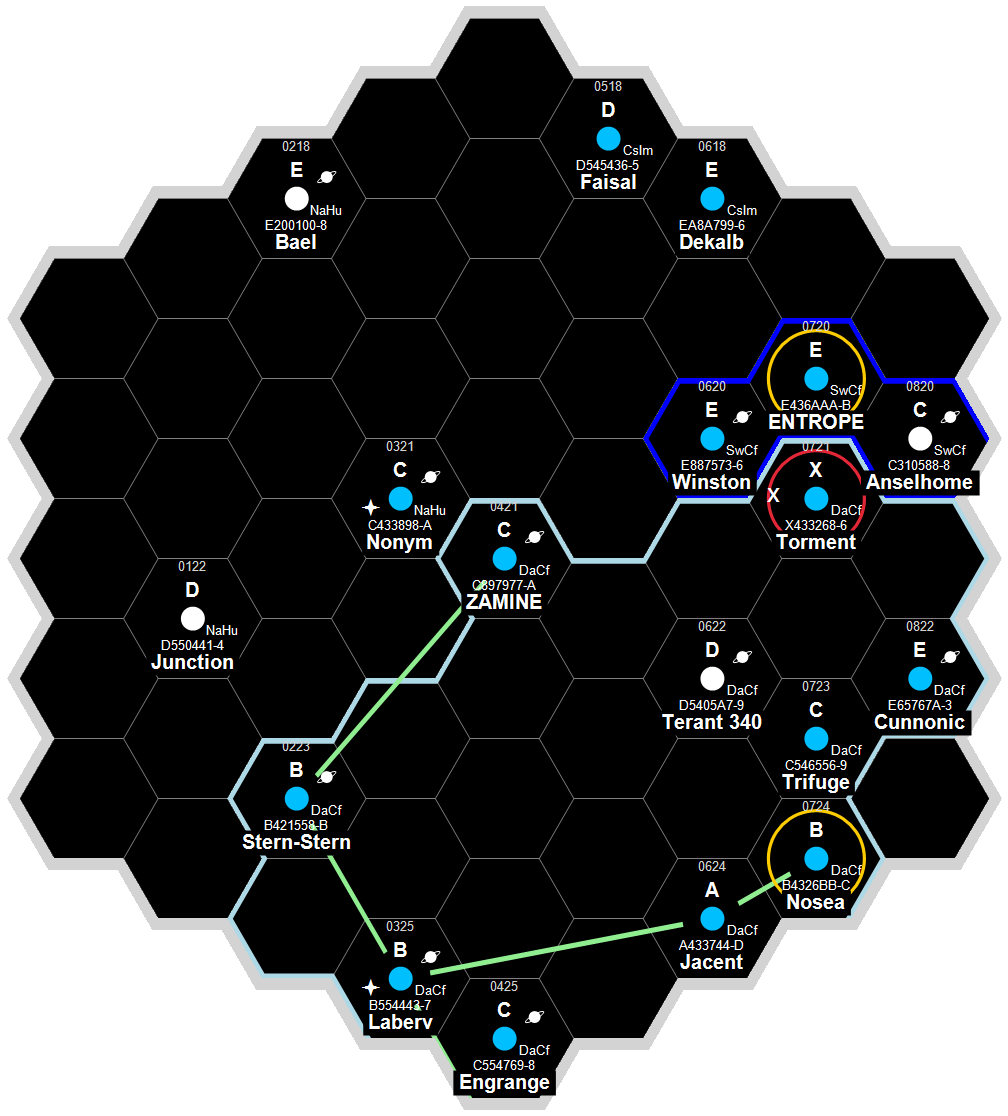 0518
D
CsIm
D545436-5
Faisal
0218
E
NaHu
E200100-8
Bael
0618
E
CsIm
EA8A799-6
Dekalb
0720
E
SwCf
E436AAA-B
ENTROPE
0620
E
SwCf
E887573-6
Winston
0820
C
SwCf
C310588-8
Anselhome
0321
C
NaHu
C433898-A
Nonym
0721
X
X
DaCf
X433268-6
Torment
0421
C
DaCf
C897977-A
ZAMINE
0122
D
NaHu
D550441-4
Junction
0622
D
DaCf
D5405A7-9
Terant 340
0822
E
DaCf
E65767A-3
Cunnonic
0723
C
DaCf
C546556-9
Trifuge
0223
B
DaCf
B421558-B
Stern-Stern
0724
B
DaCf
B4326BB-C
Nosea
0624
A
DaCf
A433744-D
Jacent
0325
B
DaCf
B554443-7
Laberv
0425
C
DaCf
C554769-8
Engrange